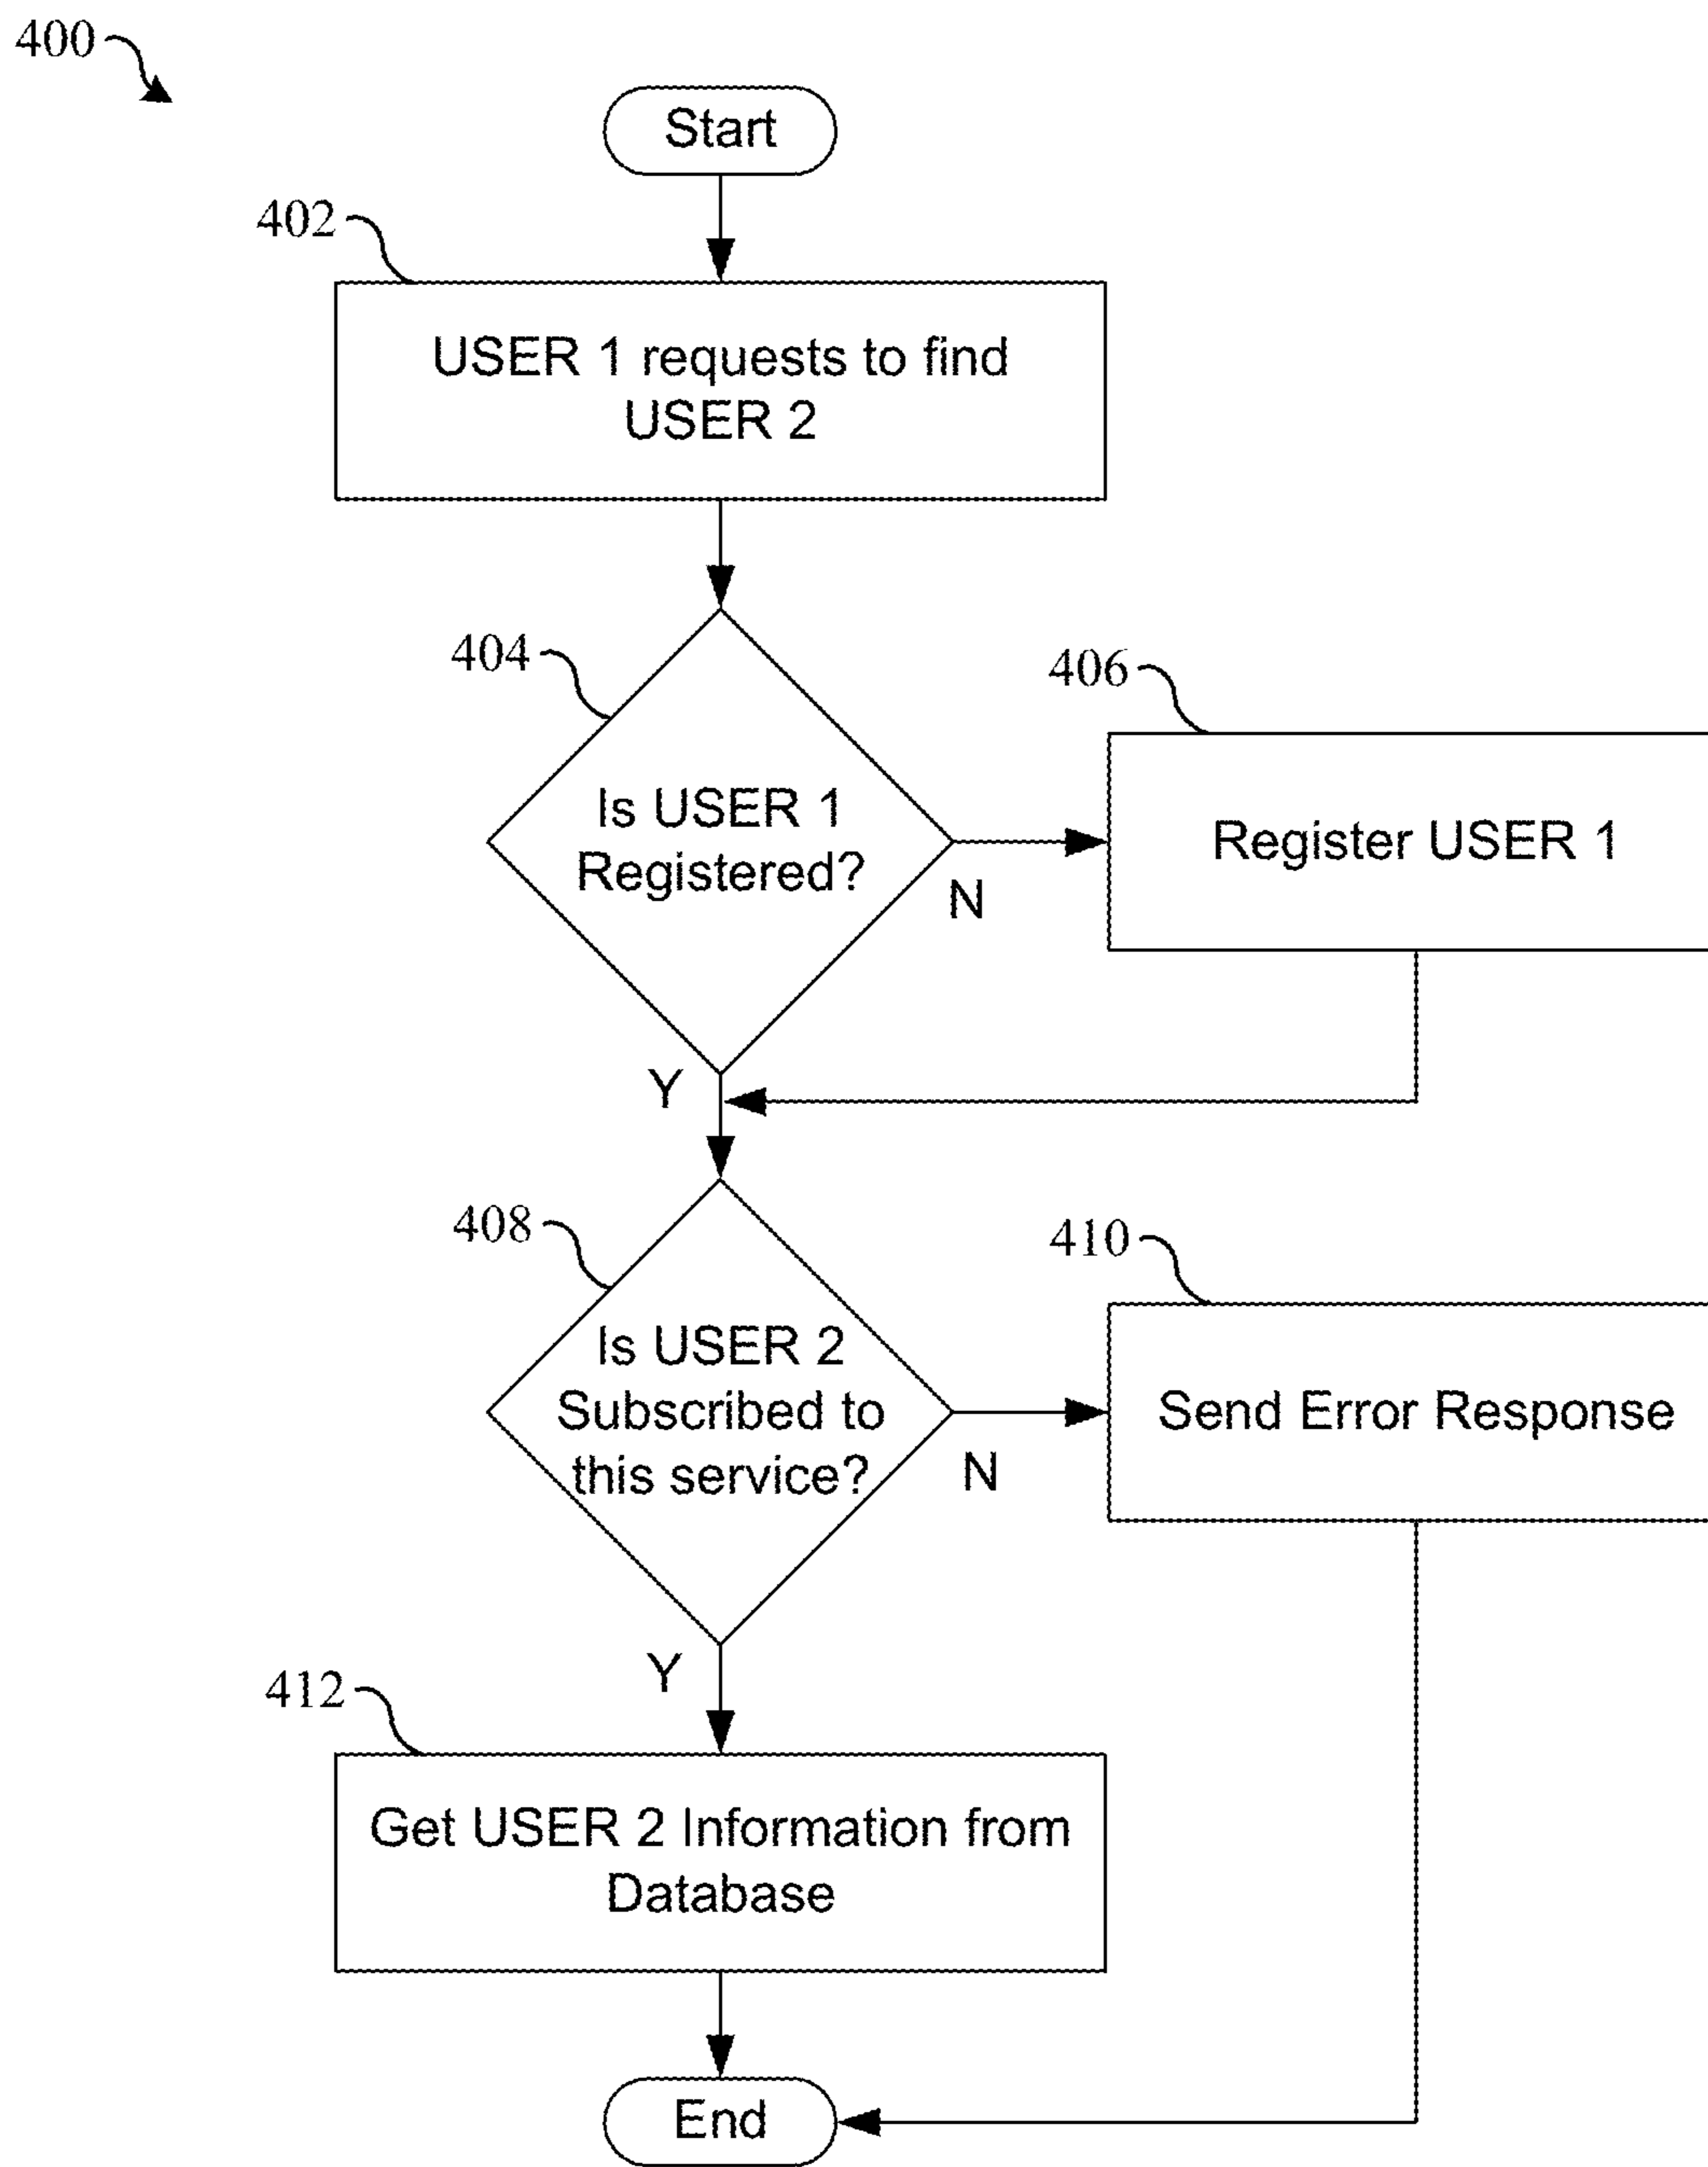 400
Start
402
USER 1 requests to find
USER 2
404
406
Is USER 1
Registered?
Register USER 1
N
Y
408
410
Is USER 2
Subscribed to
this service?
Send Error Response
N
Y
412
Get USER 2 Information from
Database
End